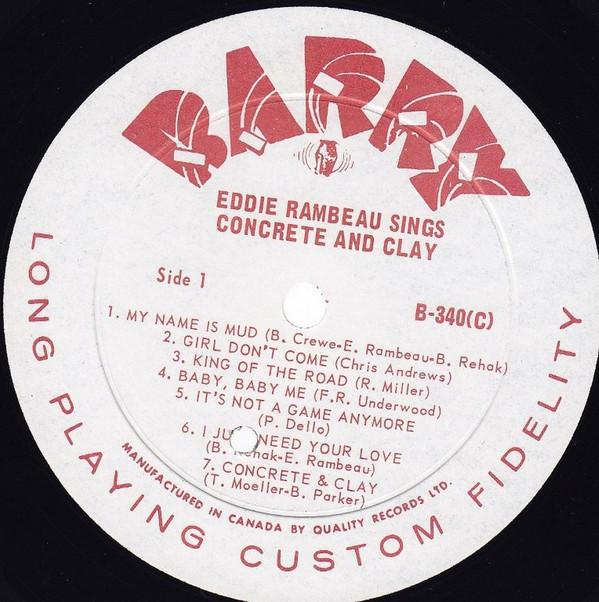 BARRY
EDDIE RAMBEAU SINGS
CONCRETE AND CLAY
Side 1
B-340(C)
1. MY NAME IS MUD (B. Crewe-E. Rambeau-B. Rehak)
2. GIRL DON'T COME (Chris Andrews)
3. KING OF THE ROAD (R. Miller)
4. BABY, BABY ME (F.R. Underwood)
5. IT'S NOT A GAME ANYMORE
(P. Dello)
6. I NEED YOUR LOVE
(B. Rehak-E. Rambeau)
7. CONCRETE & CLAY
(T. Moeller-B. Parker)
MANUFACTURED IN CANADA BY QUALITY RECORDS LTD.
LONG PLAYING CUSTOM FIDELITY